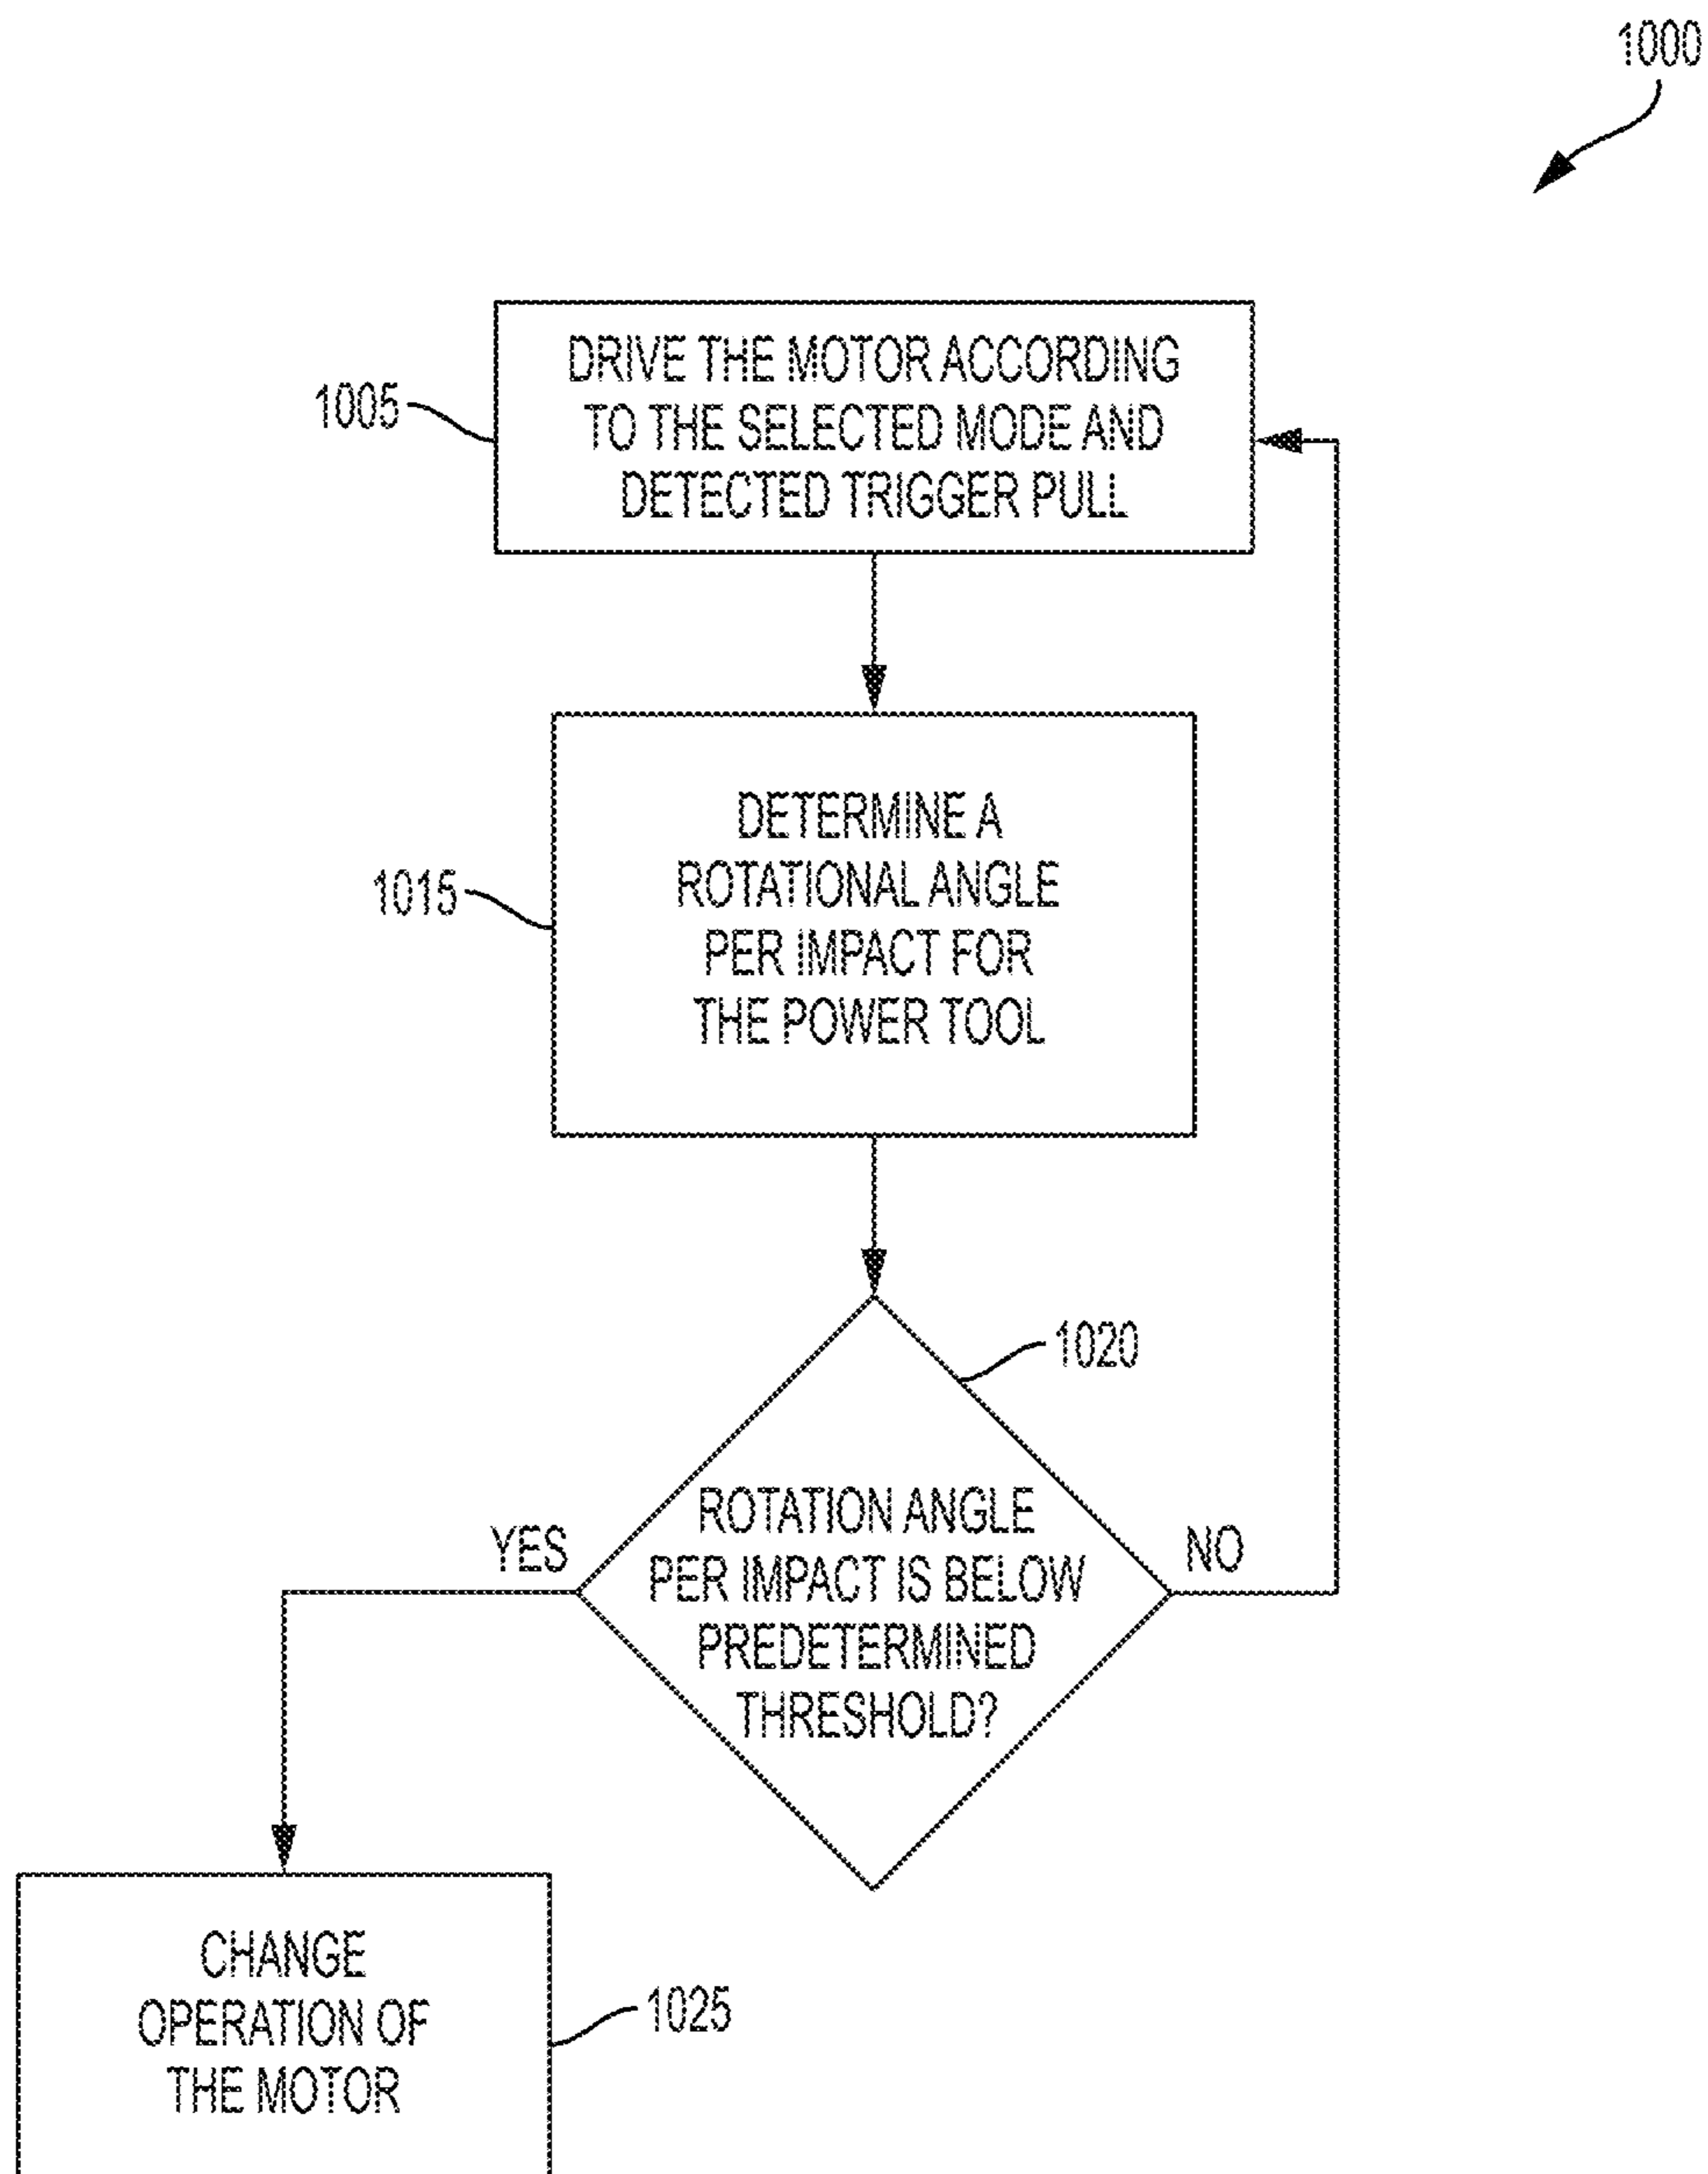 1000
DRIVE THE MOTOR ACCORDING
TO THE SELECTED MODE AND
DETECTED TRIGGER PULL
1005
DETERMINE A
ROTATIONAL ANGLE
PER IMPACT FOR
THE POWER TOOL
1015
1020
ROTATION ANGLE
PER IMPACT IS BELOW
PREDETERMINED
THRESHOLD?
YES
NO
CHANGE
OPERATION OF
THE MOTOR
1025